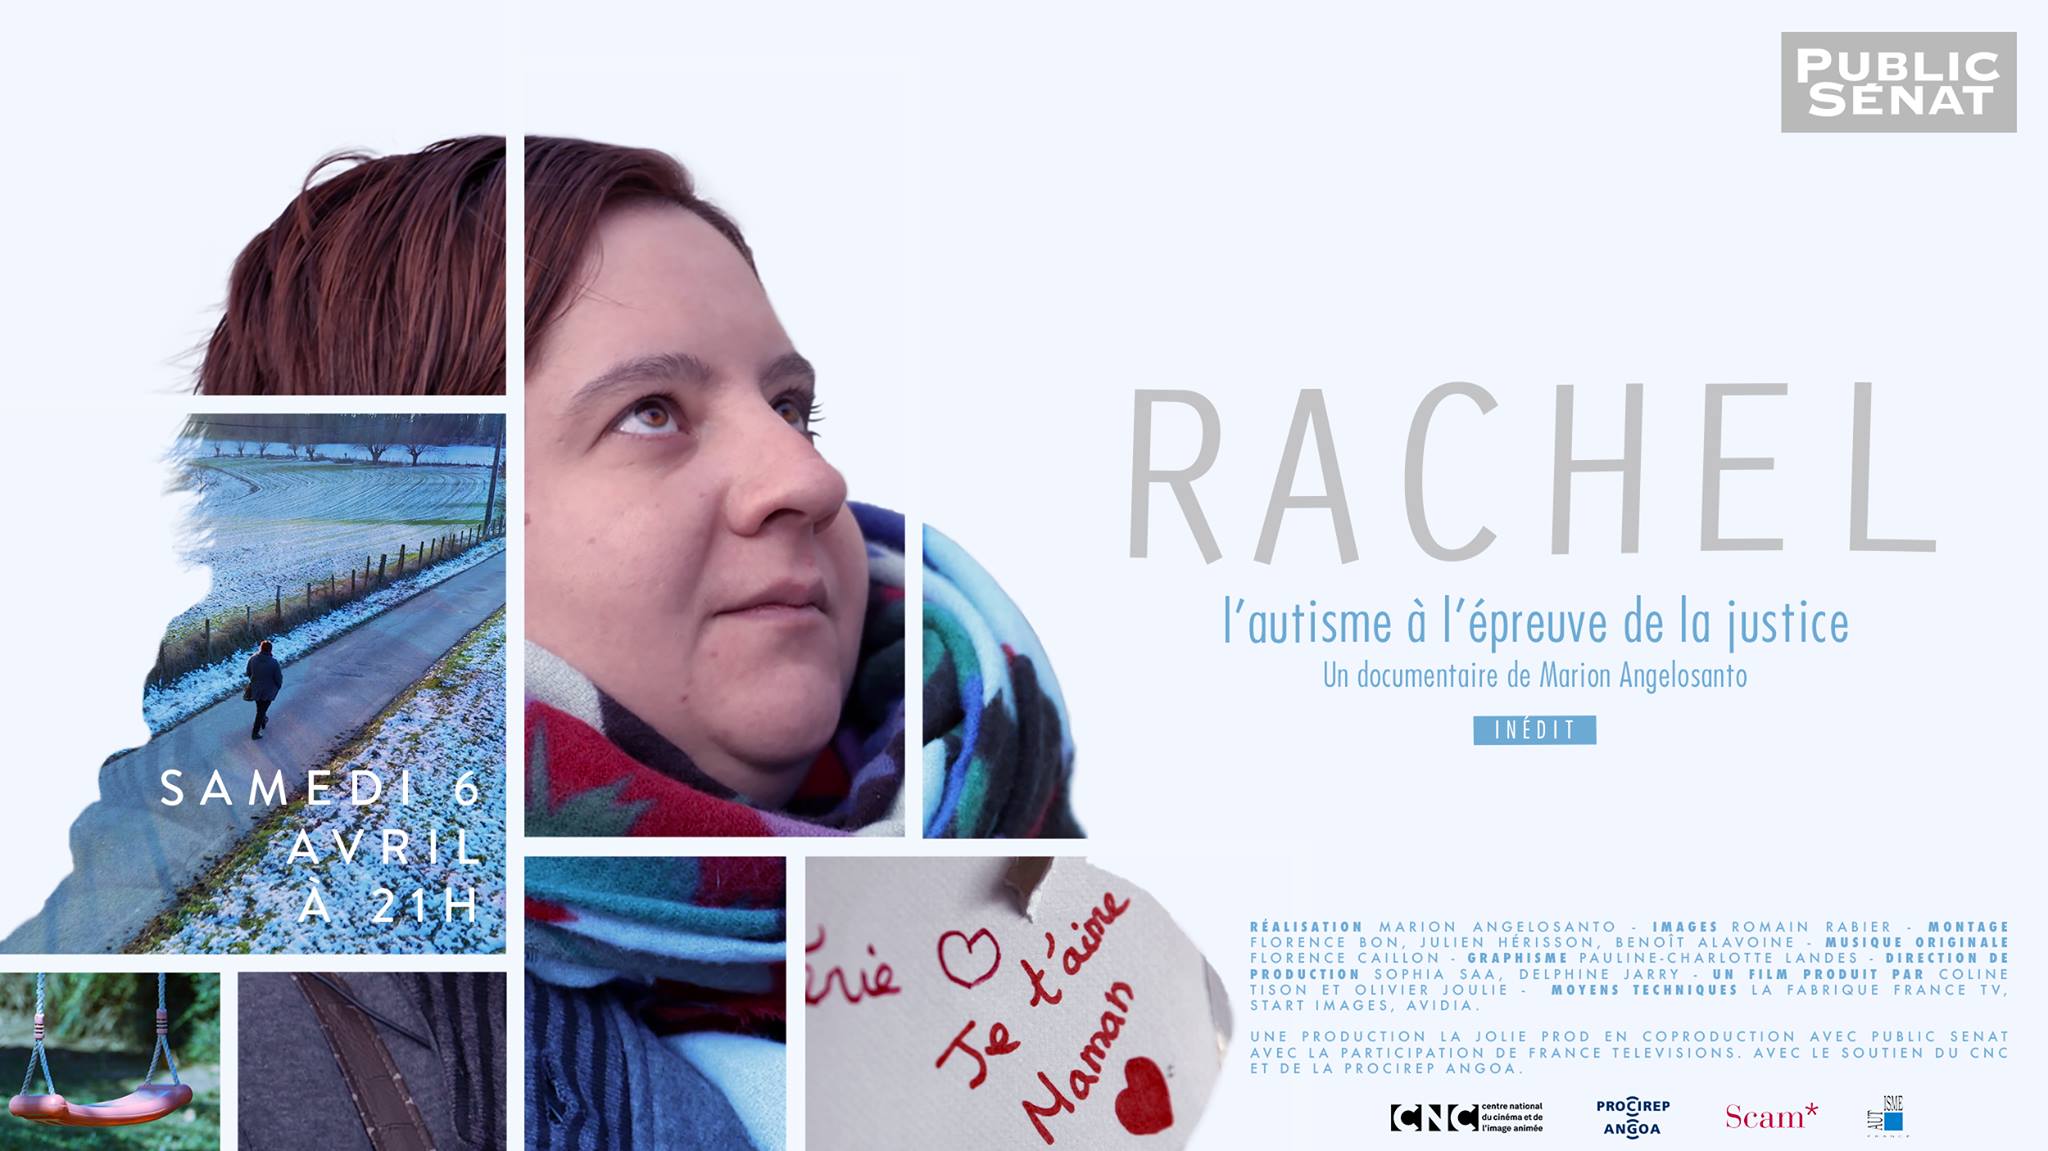 PUBLIC
SÉNAT
RACHEL
l'autisme à l'épreuve de la justice
Un documentaire de Marion Angelosanto
INÉDIT
SAMEDI 6
AVRIL
À 21H
Je t'aime
Maman
RÉALISATION MARION ANGELOSANTO - IMAGES ROMAIN RABIER - MONTAGE
FLORENCE BON, JULIEN HÉRISSON, BENOÎT ALAVOINE - MUSIQUE ORIGINALE
FLORENCE CAILLON - GRAPHISME PAULINE-CHARLOTTE LANDES - DIRECTION DE
PRODUCTION SOPHIA SAA, DELPHINE JARRY - UN FILM PRODUIT PAR COLINE
TISON ET OLIVIER JOULIE - MOYENS TECHNIQUES LA FABRIQUE FRANCE TV,
START IMAGES, AVIDIA.
UNE PRODUCTION LA JOLIE PROD EN COPRODUCTION AVEC PUBLIC SENAT
AVEC LA PARTICIPATION DE FRANCE TELEVISIONS. AVEC LE SOUTIEN DU CNC
ET DE LA PROCIREP ANGOA.
CNC
centre national
du cinéma et de
l'image animée
PROCIREP
ANGOA
Scam*
AUTISME
FRANCE